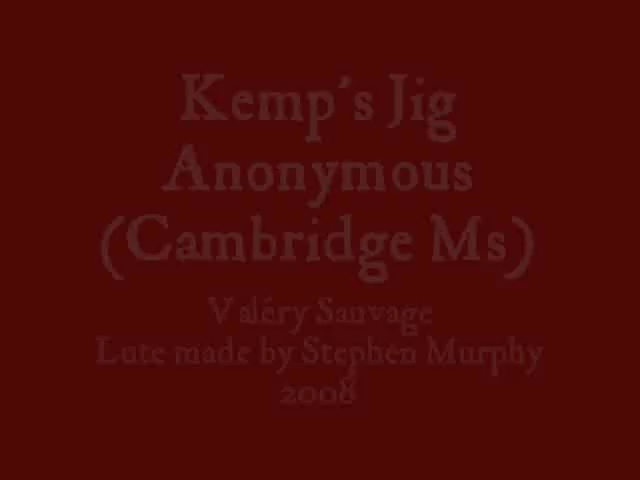 Kemp's Jig
Anonymous
(Cambridge Ms)
Valéry Sauvage
Lute made by Stephen Murphy
2008